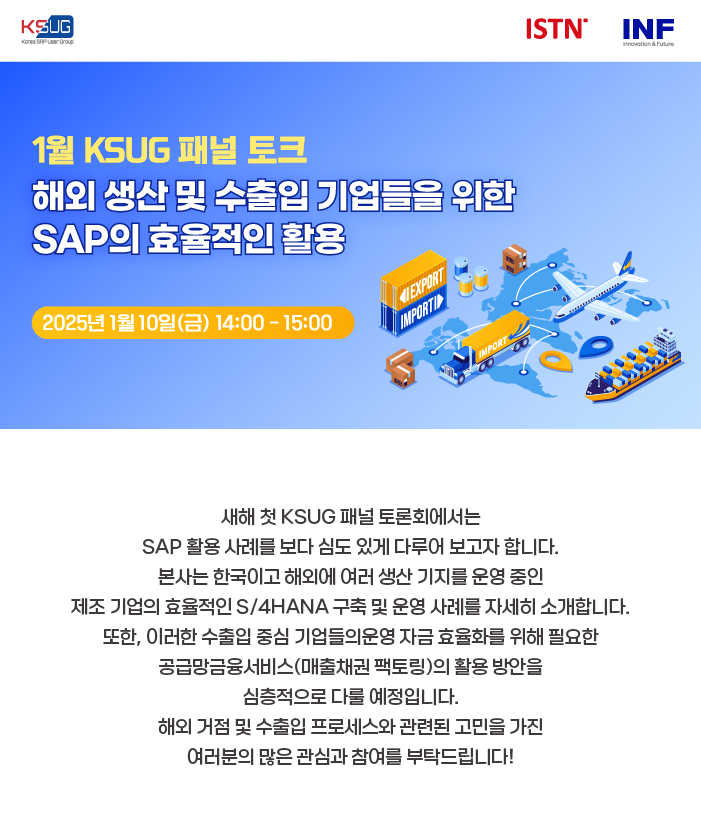 KSUG
Korea SAP User Group
ISTN
INF
Innovation & Future
1월 KSUG 패널 토크
해외 생산 및 수출입 기업들을 위한
SAP의 효율적인 활용
2025년 1월 10일(금) 14:00 - 15:00
EXPORT
IMPORT
IMPORT
새해 첫 KSUG 패널 토론회에서는
SAP 활용 사례를 보다 심도 있게 다루어 보고자 합니다.
본사는 한국이고 해외에 여러 생산 기지를 운영 중인
제조 기업의 효율적인 S/4HANA 구축 및 운영 사례를 자세히 소개합니다.
또한, 이러한 수출입 중심 기업들의운영 자금 효율화를 위해 필요한
공급망금융서비스(매출채권 팩토링)의 활용 방안을
심층적으로 다룰 예정입니다.
해외 거점 및 수출입 프로세스와 관련된 고민을 가진
여러분의 많은 관심과 참여를 부탁드립니다!